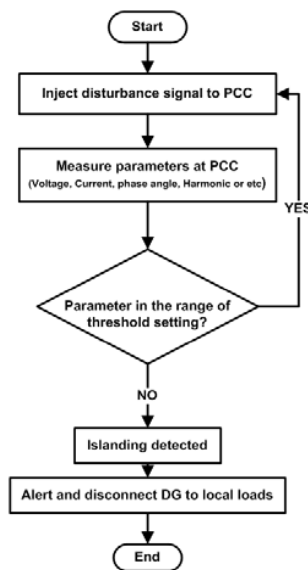 Start
Inject disturbance signal to PCC
Measure parameters at PCC
(Voltage, Current, phase angle, Harmonic or etc)
YES
Parameter in the range of
threshold setting?
NO
Islanding detected
Alert and disconnect DG to local loads
End